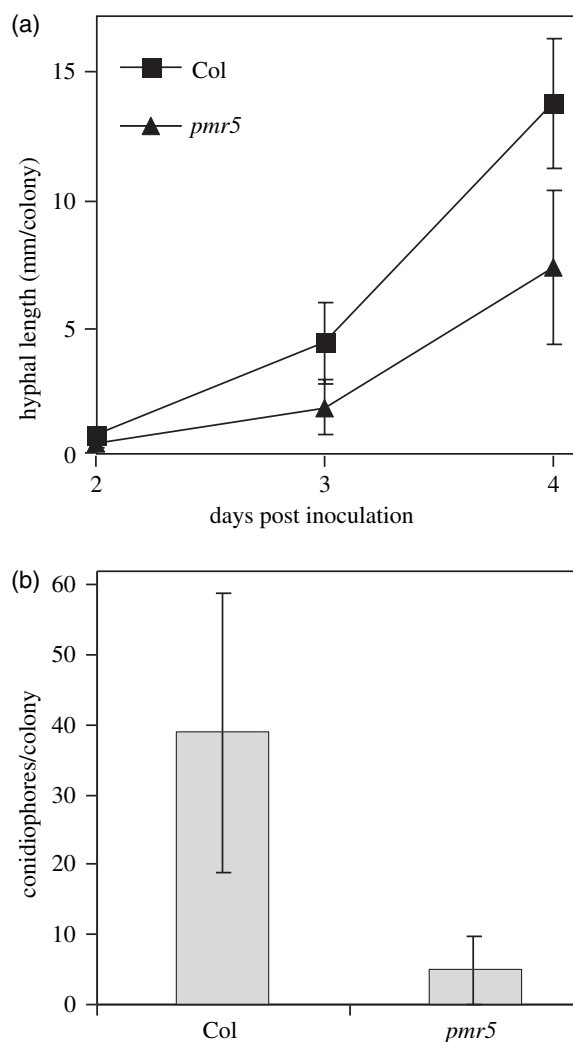 (a)
15
10
5
0
hyphal length (mm/colony)
Col
pmr5
2 3 4
days post inoculation
(b)
60
50
40
30
20
10
0
conidiophores/colony
Col pmr5